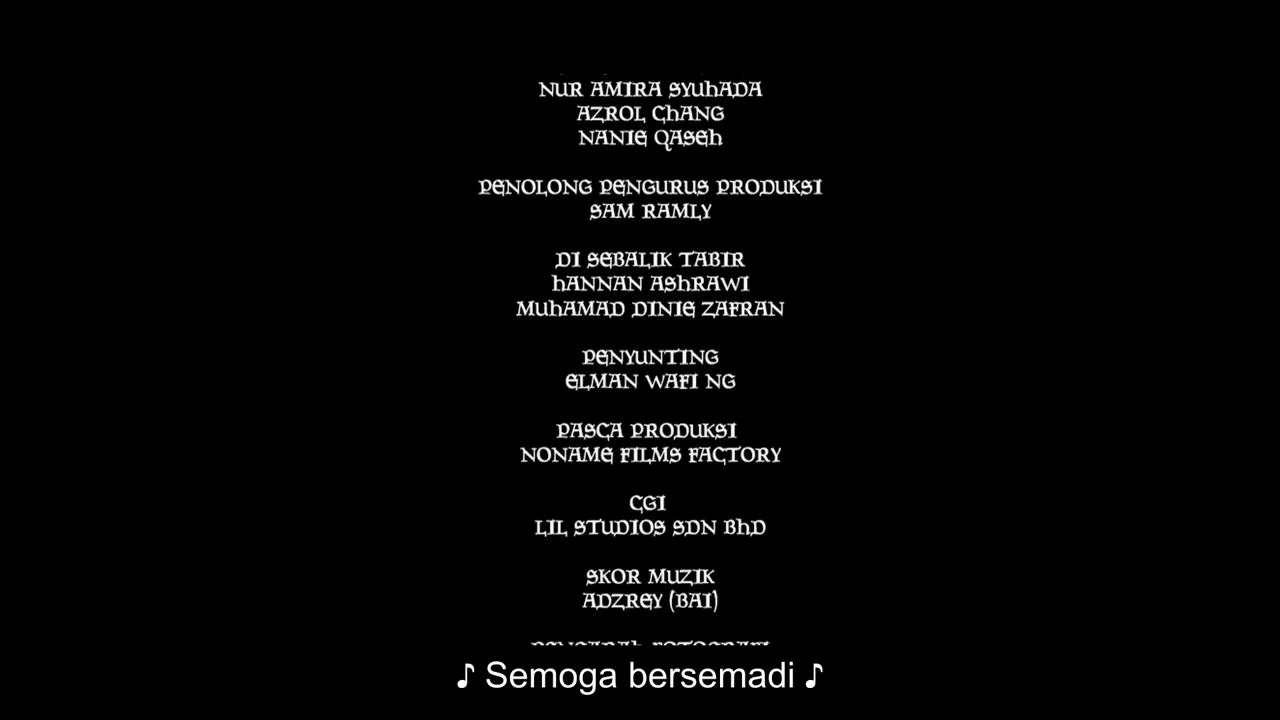 NUR AMIRA SYUHADA
AZROL CHANG
NANIE QASEH
PENOLONG PENGURUS PRODUKSI
SAM RAMLY
DI SEBALIK TABIR
HANNAN ASHRAWI
MUHAMAD DINIE ZAFRAN
PENYUNTING
ELMAN WAFI NG
PASCA PRODUKSI
NONAME FILMS FACTORY
CGI
LIL STUDIOS SDN BHD
SKOR MUZIK
ADZREY (BAI)
♪ Semoga bersemadi ♪